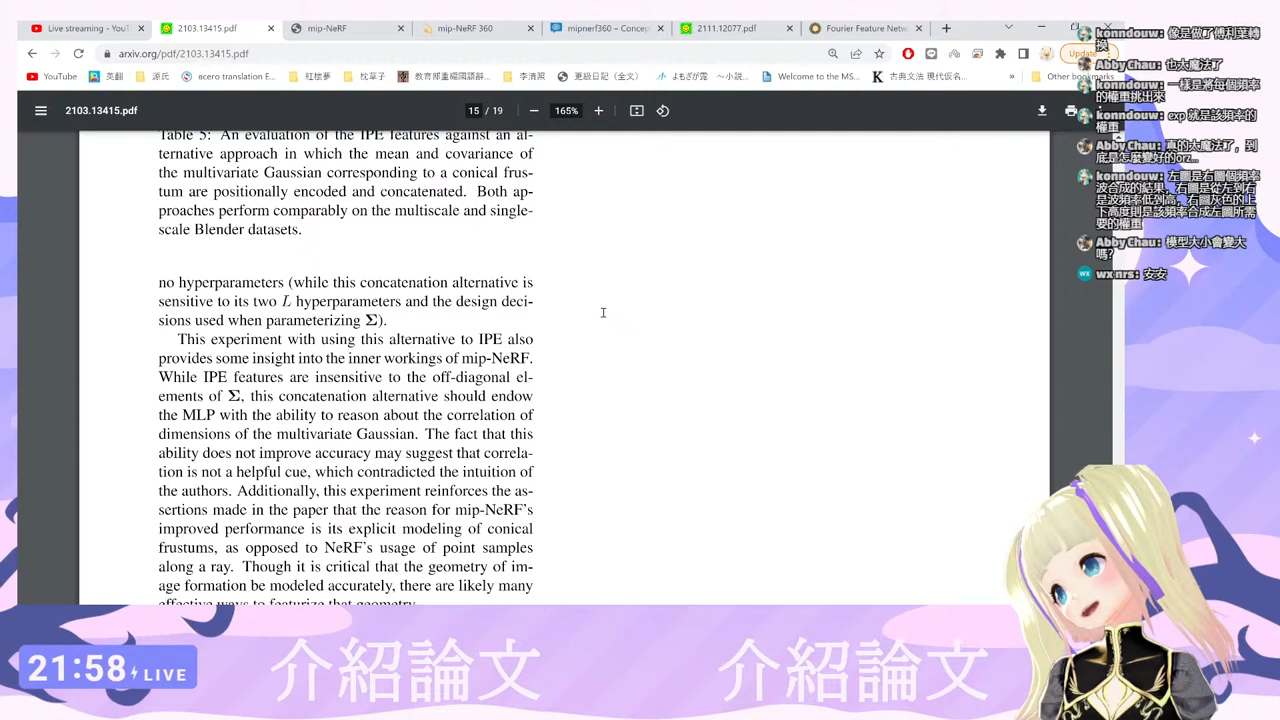 Live streaming - YouTu
2103.13415.pdf
mip-NeRF
mip-NeRF 360
mipnerf360 – Concep
2111.12077.pdf
Fourier Feature Netw
arxiv.org/pdf/2103.13415.pdf
Update
YouTube
英翻
源氏
всего terasic E
紅楼夢
枕草子
教育部重編國語辭...
李清照
更級日記（全文）
よもぎが露 ～小説...
Welcome to the MS...
古典文法 現代仮名...
»
Other bookmarks
2103.13415.pdf
15 / 19
165%
Table 5: An evaluation of the IPE features against an al-
ternative approach in which the mean and covariance of
the multivariate Gaussian corresponding to a conical frus-
tum are positionally encoded and concatenated. Both ap-
proaches perform comparably on the multiscale and single-
scale Blender datasets.
no hyperparameters (while this concatenation alternative is
sensitive to its two L hyperparameters and the design deci-
sions used when parameterizing Σ).
This experiment with using this alternative to IPE also
provides some insight into the inner workings of mip-NeRF.
While IPE features are insensitive to the off-diagonal el-
ements of Σ, this concatenation alternative should endow
the MLP with the ability to reason about the correlation of
dimensions of the multivariate Gaussian. The fact that this
ability does not improve accuracy may suggest that correla-
tion is not a helpful cue, which contradicted the intuition of
the authors. Additionally, this experiment reinforces the as-
sertions made in the paper that the reason for mip-NeRF's
improved performance is its explicit modeling of conical
frustums, as opposed to NeRF's usage of point samples
along a ray. Though it is critical that the geometry of im-
age formation be modeled accurately, there are likely many
effective ways to featurize that geometry.
konndouw: 像是做了傅利葉轉
換
Abby Chau: 也太魔法了
konndouw: 一樣是將每個頻率
的權重挑出來
konndouw: exp 就是該頻率的
權重
Abby Chau: 真的太魔法了，到
底是怎麼變好的orz...
konndouw: 左圖是右圖個頻率
波合成的結果，右圖是從左到右
是波頻率低到高，右圖灰色的上
下高度則是該頻率合成左圖所需
要的權重
Abby Chau: 模型大小會變大
嗎？
WX
wx nrs: 安安
21:58 LIVE
介紹論文
介紹論文